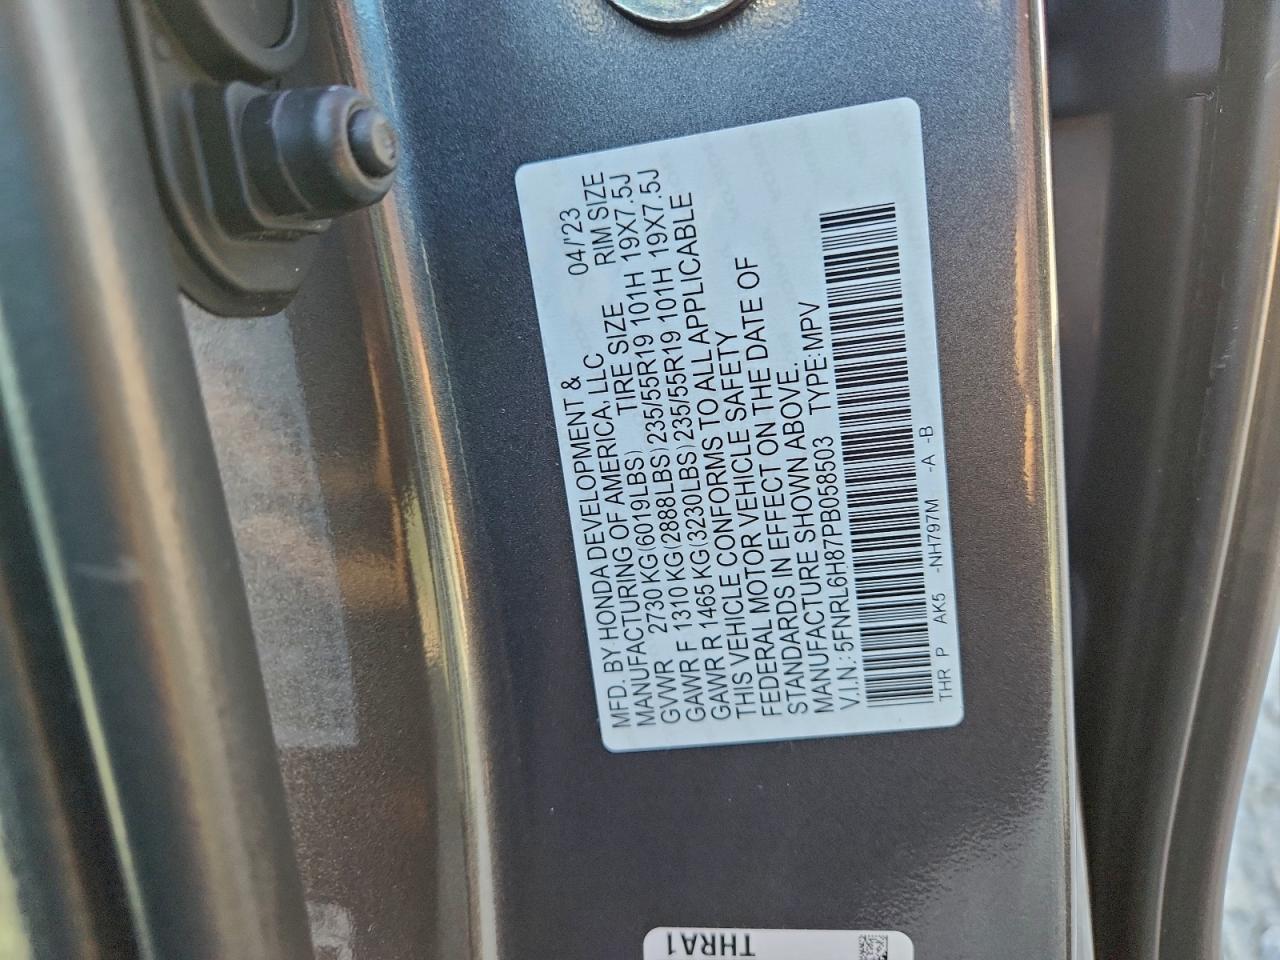 MFD. BY HONDA DEVELOPMENT &
MANUFACTURING OF AMERICA, LLC 04/'23
GVWR 2730 KG(6019LBS) TIRE SIZE RIM SIZE
GAWR F 1310 KG(2888LBS)235/55R19 101H 19X7.5J
GAWR R 1465 KG(3230LBS)235/55R19 101H 19X7.5J
THIS VEHICLE CONFORMS TO ALL APPLICABLE
FEDERAL MOTOR VEHICLE SAFETY
STANDARDS IN EFFECT ON THE DATE OF
MANUFACTURE SHOWN ABOVE.
V.I.N.: 5FNRL6H87PB058503 TYPE:MPV
THR P AK5 -NH797M -A -B
THRA1